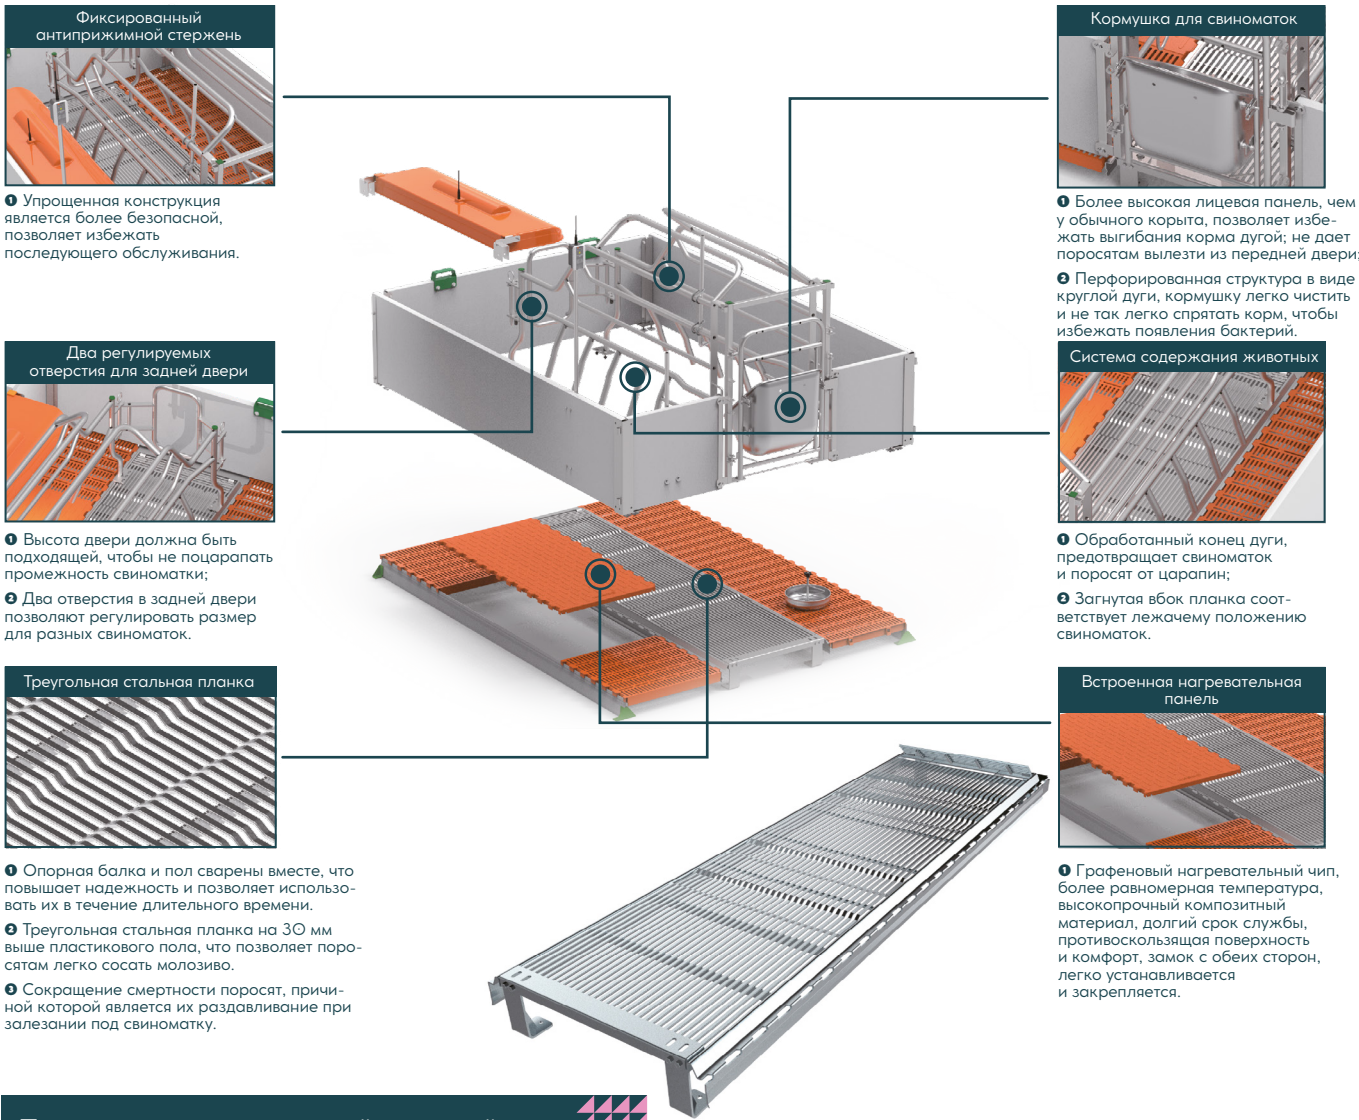 Фиксированный
антиприжимной стержень
❶ Упрощенная конструкция
является более безопасной,
позволяет избежать
последующего обслуживания.
Два регулируемых
отверстия для задней двери
❶ Высота двери должна быть
подходящей, чтобы не поцарапать
промежность свиноматки;
❷ Два отверстия в задней двери
позволяют регулировать размер
для разных свиноматок.
Треугольная стальная планка
❶ Опорная балка и пол сварены вместе, что
повышает надежность и позволяет использо-
вать их в течение длительного времени.
❷ Треугольная стальная планка на 30 мм
выше пластикового пола, что позволяет поро-
сятам легко сосать молозиво.
❸ Сокращение смертности поросят, причи-
ной которой является их раздавливание при
залезании под свиноматку.
Кормушка для свиноматок
❶ Более высокая лицевая панель, чем
у обычного корыта, позволяет избе-
жать выгибания корма дугой; не дает
поросятам вылезти из передней двери;
❷ Перфорированная структура в виде
круглой дуги, кормушку легко чистить
и не так легко спрятать корм, чтобы
избежать появления бактерий.
Система содержания животных
❶ Обработанный конец дуги,
предотвращает свиноматок
и поросят от царапин;
❷ Загнутая вбок планка соот-
ветствует лежачему положению
свиноматок.
Встроенная нагревательная
панель
❶ Графеновый нагревательный чип,
более равномерная температура,
высокопрочный композитный
материал, долгий срок службы,
противоскользящая поверхность
и комфорт, замок с обеих сторон,
легко устанавливается
и закрепляется.